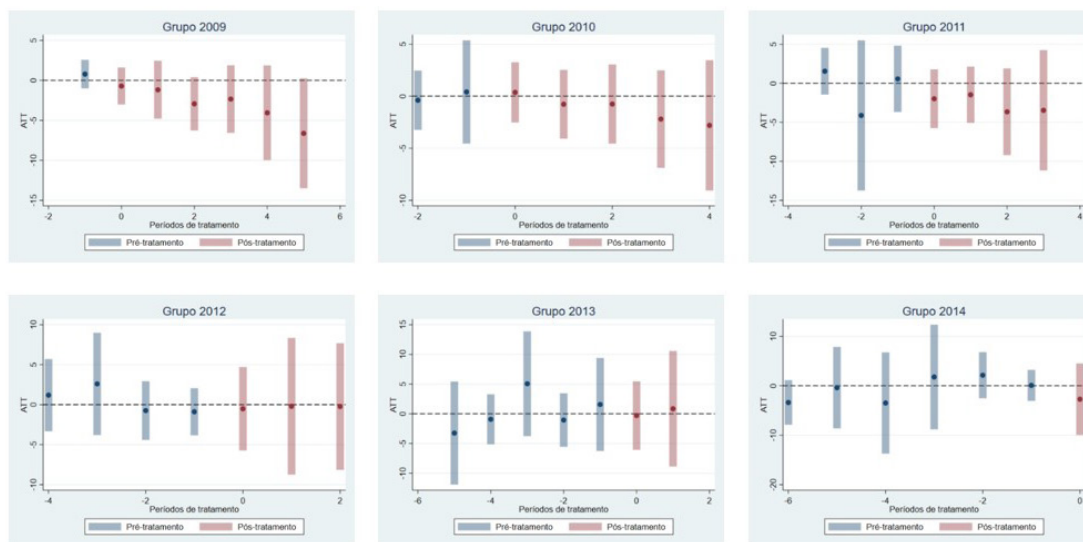 Grupo 2009
ATT
5
0
-5
-10
-15
-2
0
2
4
6
Períodos de tratamento
Pré-tratamento Pós-tratamento
Grupo 2010
ATT
5
0
-5
-10
-2
0
2
4
Períodos de tratamento
Pré-tratamento Pós-tratamento
Grupo 2011
ATT
5
0
-5
-10
-15
-4
-2
0
2
4
Períodos de tratamento
Pré-tratamento Pós-tratamento
Grupo 2012
ATT
10
5
0
-5
-10
-4
-2
0
2
Períodos de tratamento
Pré-tratamento Pós-tratamento
Grupo 2013
ATT
15
10
5
0
-5
-10
-6
-4
-2
0
2
Períodos de tratamento
Pré-tratamento Pós-tratamento
Grupo 2014
ATT
10
0
-10
-20
-6
-4
-2
0
Períodos de tratamento
Pré-tratamento Pós-tratamento